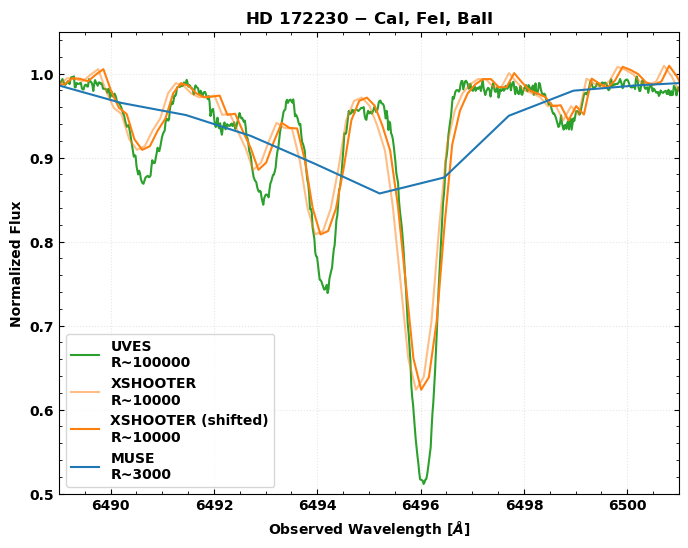 HD 172230 − CaI, FeI, BaII
Normalized Flux
1.0
0.9
0.8
0.7
0.6
0.5
UVES
R~100000
XSHOOTER
R~10000
XSHOOTER (shifted)
R~10000
MUSE
R~3000
6490
6492
6494
6496
6498
6500
Observed Wavelength [Å]